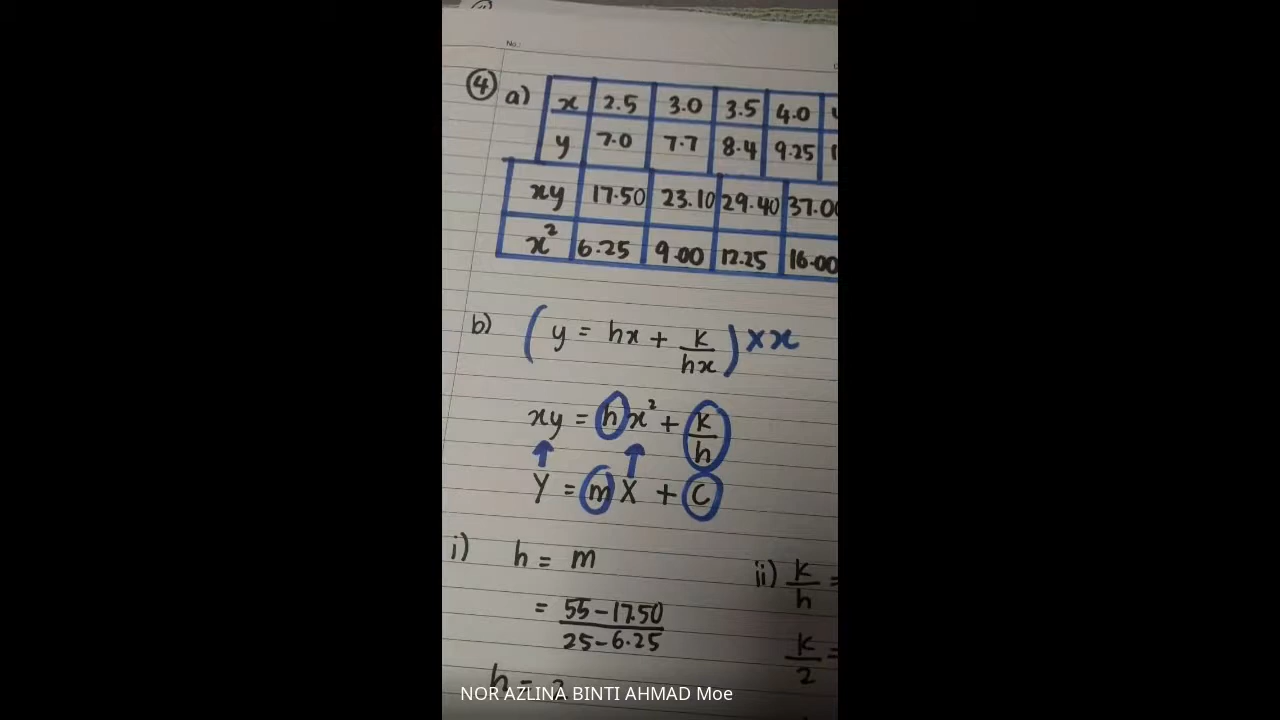 No.:
④ a) x 2.5 3.0 3.5 4.0
y 7.0 7.7 8.4 9.25
xy 17.50 23.10 29.40 37.00
x² 6.25 9.00 12.25 16.00
b) (y = hx + k/hx) × x
xy = hx² + k/h
Y = mX + C
i) h = m
= 55-17.50/25-6.25
h =
ii) k/h =
k/2 =
NOR AZLINA BINTI AHMAD Moe